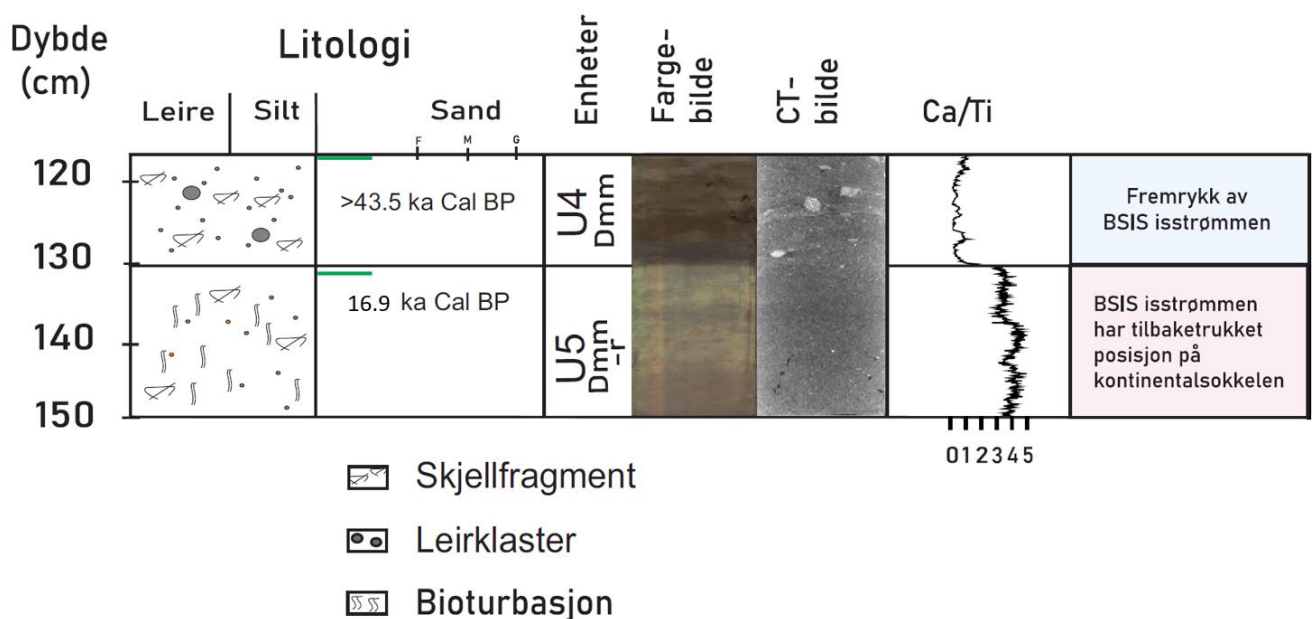 Dybde
(cm)
Litologi
Leire
Silt
Sand
F
M
G
Enheter
Farge-
bilde
CT-
bilde
Ca/Ti
120
130
140
150
>43.5 ka Cal BP
16.9 ka Cal BP
U4
Dmm
U5
Dmm
-r
Fremrykk av
BSIS isstrømmen
BSIS isstrømmen
har tilbaketrukket
posisjon på
kontinentalsokkelen
0 1 2 3 4 5
Skjellfragment
Leirklaster
Bioturbasjon